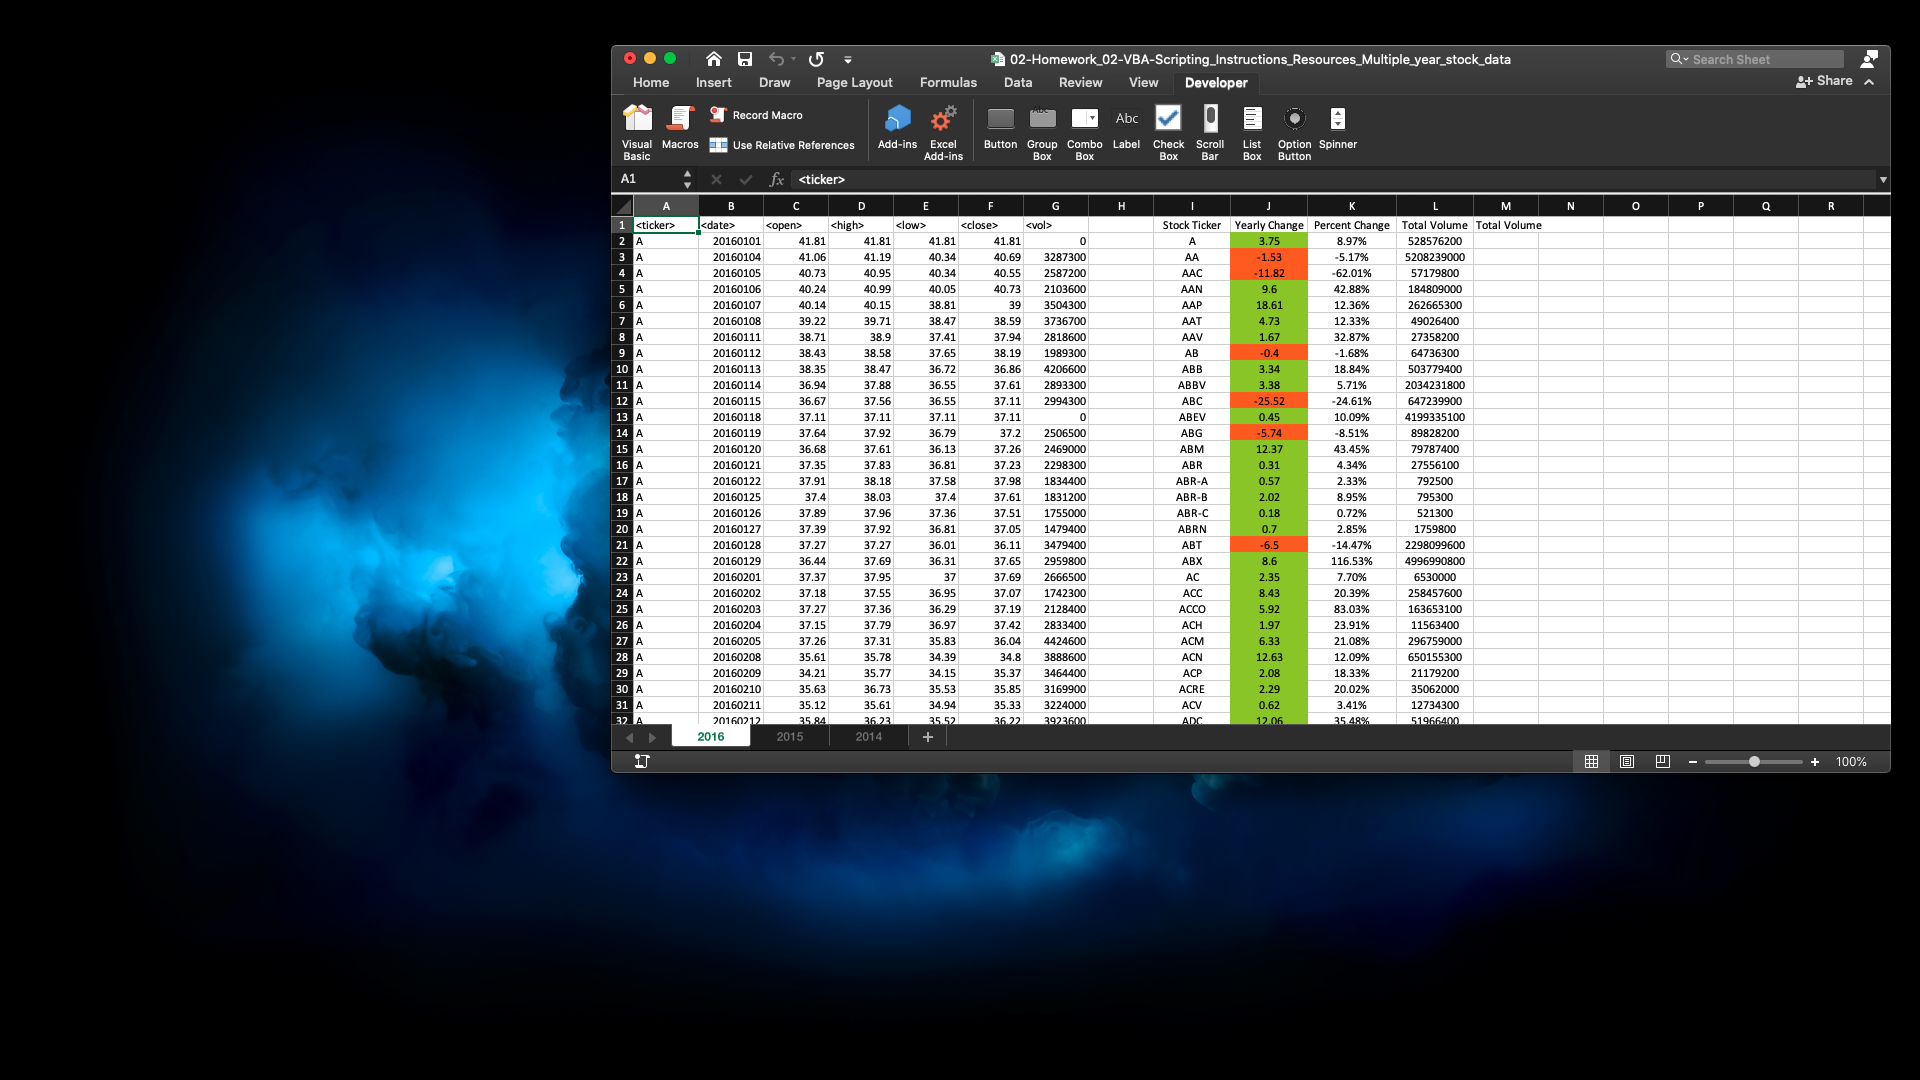 02-Homework_02-VBA-Scripting_Instructions_Resources_Multiple_year_stock_data
Search Sheet
Home Insert Draw Page Layout Formulas Data Review View Developer
Share
Visual Basic
Macros
Record Macro
Use Relative References
Add-ins
Excel Add-ins
Button
Group Box
Combo Box
Abc
Label
Check Box
Scroll Bar
List Box
Option Button
Spinner
A1 fx <ticker>
A B C D E F G H I J K L M N O P Q R
1 <ticker> <date> <open> <high> <low> <close> <vol> Stock Ticker Yearly Change Percent Change Total Volume Total Volume
2 A 20160101 41.81 41.81 41.81 41.81 0 A 3.75 8.97% 528576200
3 A 20160104 41.06 41.19 40.34 40.69 3287300 AA -1.53 -5.17% 5208239000
4 A 20160105 40.73 40.95 40.34 40.55 2587200 AAC -11.82 -62.01% 57179800
5 A 20160106 40.24 40.99 40.05 40.73 2103600 AAN 9.6 42.88% 184809000
6 A 20160107 40.14 40.15 38.81 39 3504300 AAP 18.61 12.36% 262665300
7 A 20160108 39.22 39.71 38.47 38.59 3736700 AAT 4.73 12.33% 49026400
8 A 20160111 38.71 38.9 37.41 37.94 2818600 AAV 1.67 32.87% 27358200
9 A 20160112 38.43 38.58 37.65 38.19 1989300 AB -0.4 -1.68% 64736300
10 A 20160113 38.35 38.47 36.72 36.86 4206600 ABB 3.34 18.84% 503779400
11 A 20160114 36.94 37.88 36.55 37.61 2893300 ABBV 3.38 5.71% 2034231800
12 A 20160115 36.67 37.56 36.55 37.11 2994300 ABC -25.52 -24.61% 647239900
13 A 20160118 37.11 37.11 37.11 37.11 0 ABEV 0.45 10.09% 4199335100
14 A 20160119 37.64 37.92 36.79 37.2 2506500 ABG -5.74 -8.51% 89828200
15 A 20160120 36.68 37.61 36.13 37.26 2469000 ABM 12.37 43.45% 79787400
16 A 20160121 37.35 37.83 36.81 37.23 2298300 ABR 0.31 4.34% 27556100
17 A 20160122 37.91 38.18 37.58 37.98 1834400 ABR-A 0.57 2.33% 792500
18 A 20160125 37.4 38.03 37.4 37.61 1831200 ABR-B 2.02 8.95% 795300
19 A 20160126 37.89 37.96 37.36 37.51 1755000 ABR-C 0.18 0.72% 521300
20 A 20160127 37.39 37.92 36.81 37.05 1479400 ABRN 0.7 2.85% 1759800
21 A 20160128 37.27 37.27 36.01 36.11 3479400 ABT -6.5 -14.47% 2298099600
22 A 20160129 36.44 37.69 36.31 37.65 2959800 ABX 8.6 116.53% 4996990800
23 A 20160201 37.37 37.95 37 37.69 2666500 AC 2.35 7.70% 6530000
24 A 20160202 37.18 37.55 36.95 37.07 1742300 ACC 8.43 20.39% 258457600
25 A 20160203 37.27 37.36 36.29 37.19 2128400 ACCO 5.92 83.03% 163653100
26 A 20160204 37.15 37.79 36.97 37.42 2833400 ACH 1.97 23.91% 11563400
27 A 20160205 37.26 37.31 35.83 36.04 4424600 ACM 6.33 21.08% 296759000
28 A 20160208 35.61 35.78 34.39 34.8 3888600 ACN 12.63 12.09% 650155300
29 A 20160209 34.21 35.77 34.15 35.37 3464400 ACP 2.08 18.33% 21179200
30 A 20160210 35.63 36.73 35.53 35.85 3169900 ACRE 2.29 20.02% 35062000
31 A 20160211 35.12 35.61 34.94 35.33 3224000 ACV 0.62 3.41% 12734300
32 A 20160212 35.84 36.23 35.52 36.22 3923600 ADC 12.06 35.48% 51966400
2016 2015 2014 +
100%